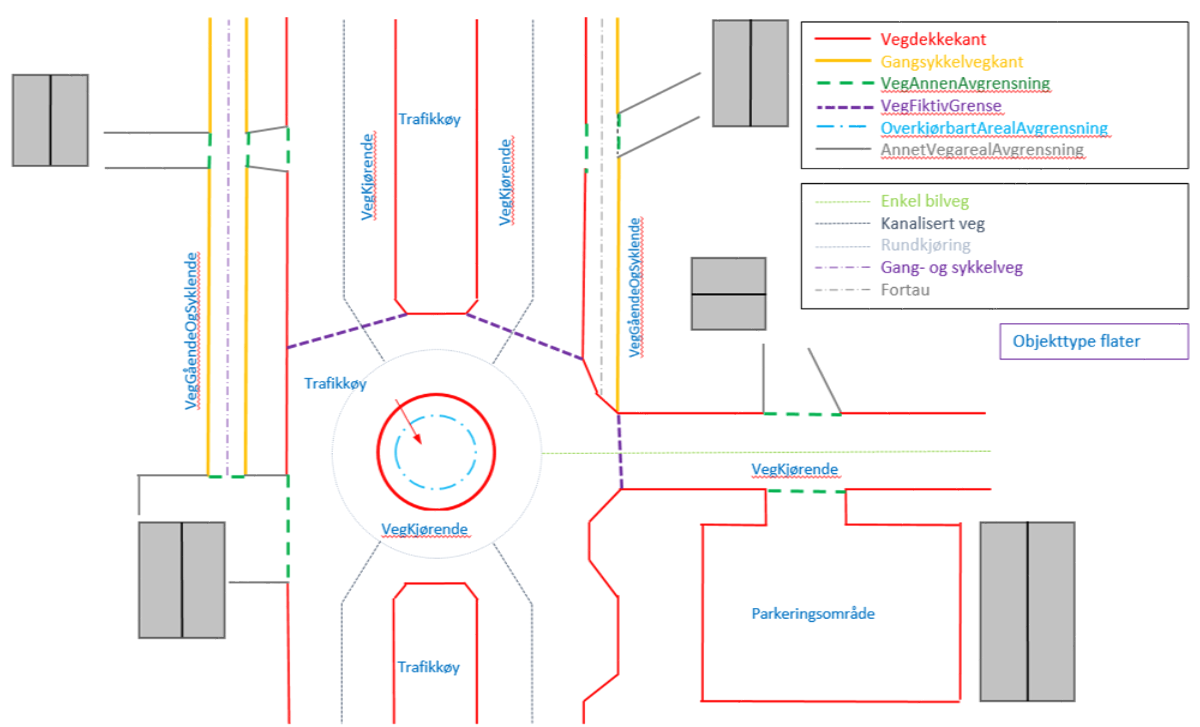 Vegdekkekant
Gangsykkelvegkant
VegAnnenAvgrensning
VegFiktivGrense
OverkjørbartArealAvgrensning
AnnetVegarealAvgrensning
Enkel bilveg
Kanalisert veg
Rundkjøring
Gang- og sykkelveg
Fortau
Objekttype flater
Trafikkøy
VegKjørende
VegKjørende
VegGåendeOgSyklende
VegGåendeOgSyklende
Trafikkøy
VegKjørende
VegKjørende
Parkeringsområde
Trafikkøy